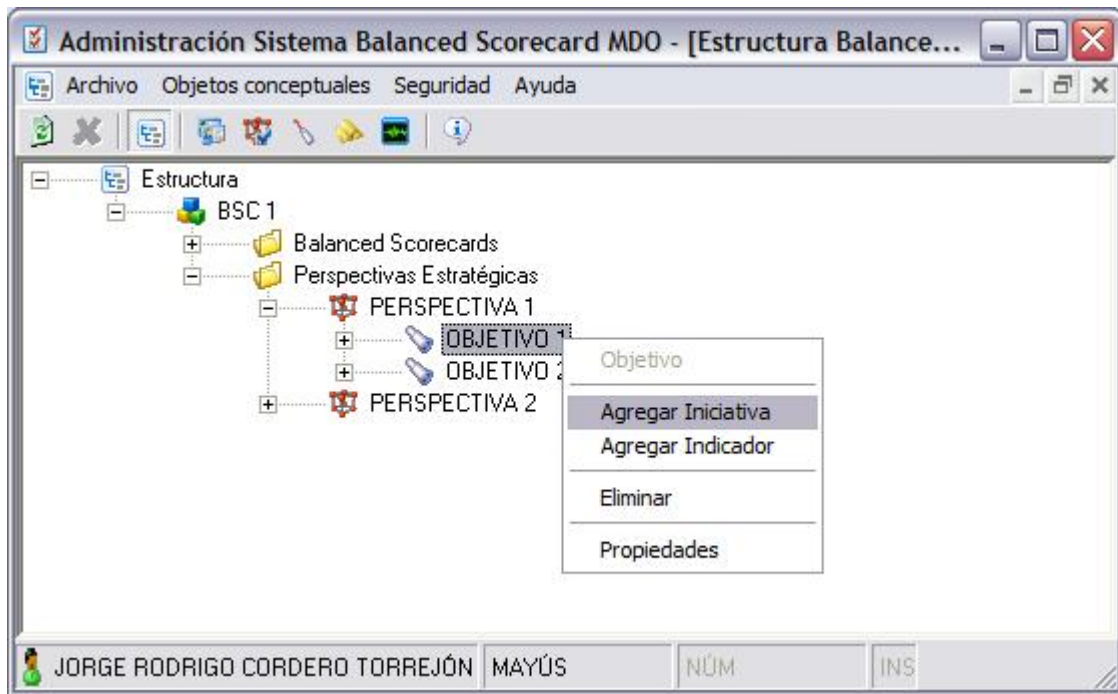 Administración Sistema Balanced Scorecard MDO - [Estructura Balance...
Archivo Objetos conceptuales Seguridad Ayuda
Estructura
BSC 1
Balanced Scorecards
Perspectivas Estratégicas
PERSPECTIVA 1
OBJETIVO 1
OBJETIVO 2
PERSPECTIVA 2
Objetivo
Agregar Iniciativa
Agregar Indicador
Eliminar
Propiedades
JORGE RODRIGO CORDERO TORREJÓN MAYÚS NÚM INS